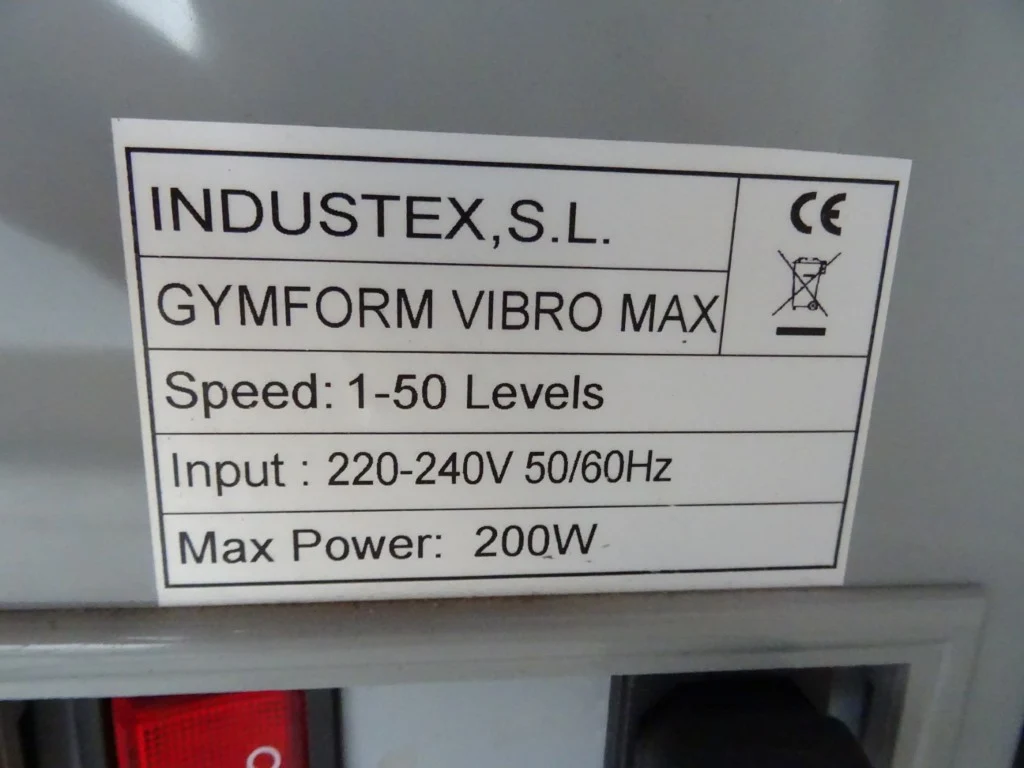 INDUSTEX,S.L.
CE
GYMFORM VIBRO MAX
Speed: 1-50 Levels
Input : 220-240V 50/60Hz
Max Power: 200W
O